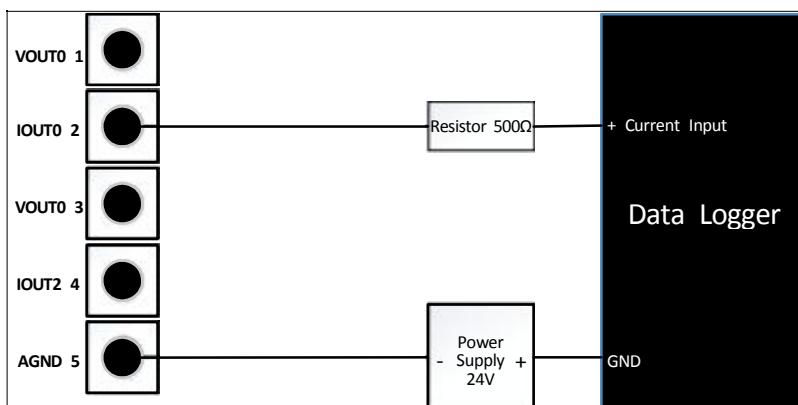 VOUT0 1
IOUT0 2
Resistor 500Ω
+ Current Input
VOUT0 3
Data Logger
IOUT2 4
AGND 5
- Power Supply 24V +
GND